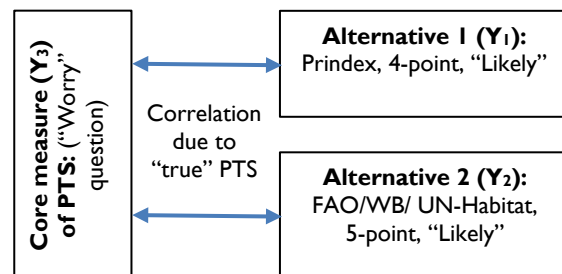 Core measure (Y₃)
of PTS: (“Worry”
question)
Correlation
due to
“true” PTS
Alternative 1 (Y₁):
Prindex, 4-point, “Likely”
Alternative 2 (Y₂):
FAO/WB/ UN-Habitat,
5-point, “Likely”